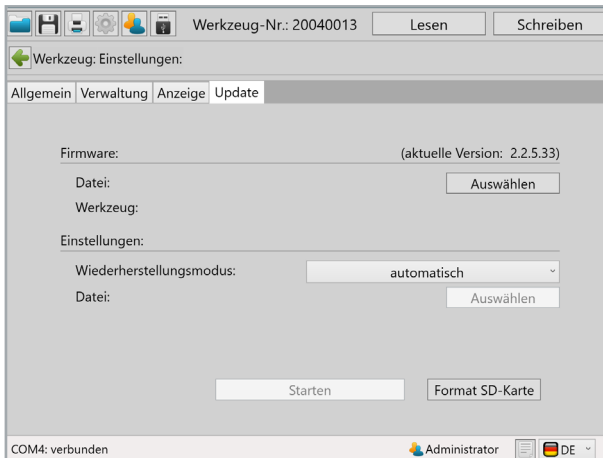 Werkzeug-Nr.: 20040013 Lesen Schreiben
Werkzeug: Einstellungen:
Allgemein Verwaltung Anzeige Update
Firmware: (aktuelle Version: 2.2.5.33)
Datei: Auswählen
Werkzeug:
Einstellungen:
Wiederherstellungsmodus: automatisch
Datei: Auswählen
Starten Format SD-Karte
COM4: verbunden Administrator DE